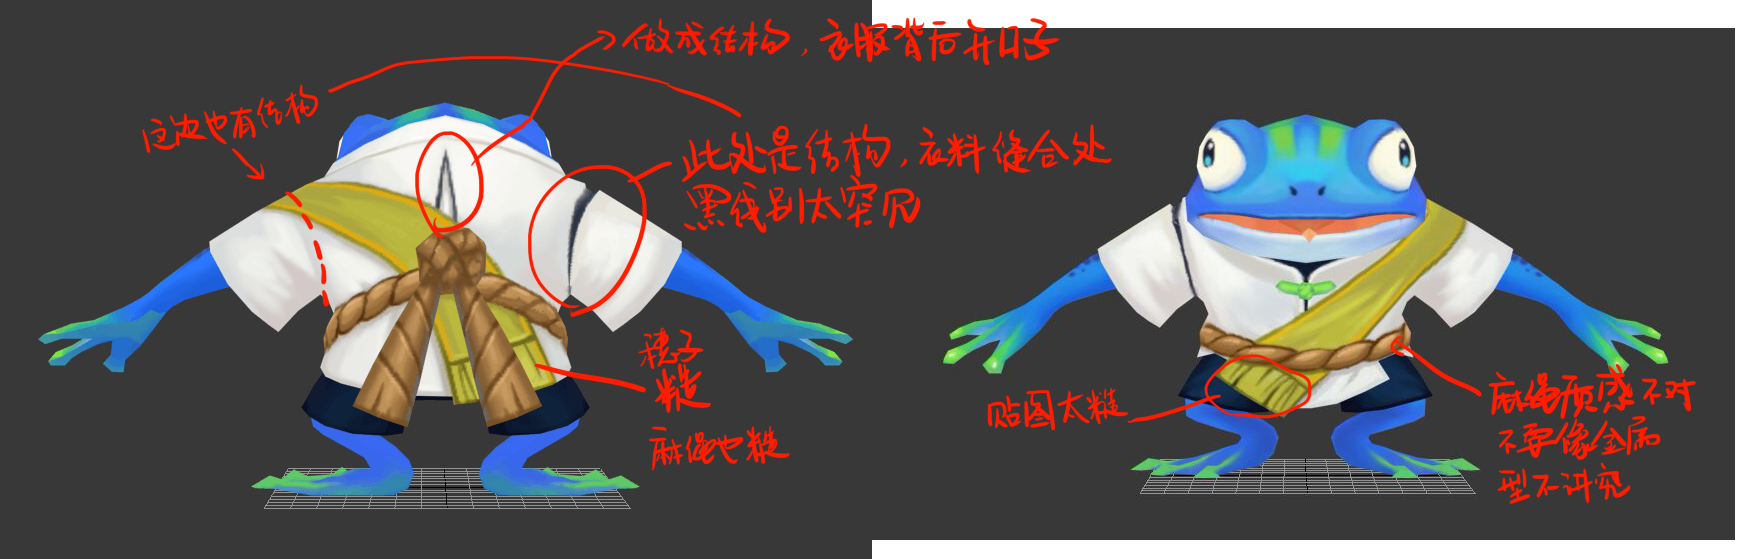 做成结构，衣服背后开口子
这边也有结构
此处是结构，衣料缝合处
黑线别太突兀
穗子
糙
麻绳也糙
贴图太糙
麻绳质感不对
不要像金属
型不讲究